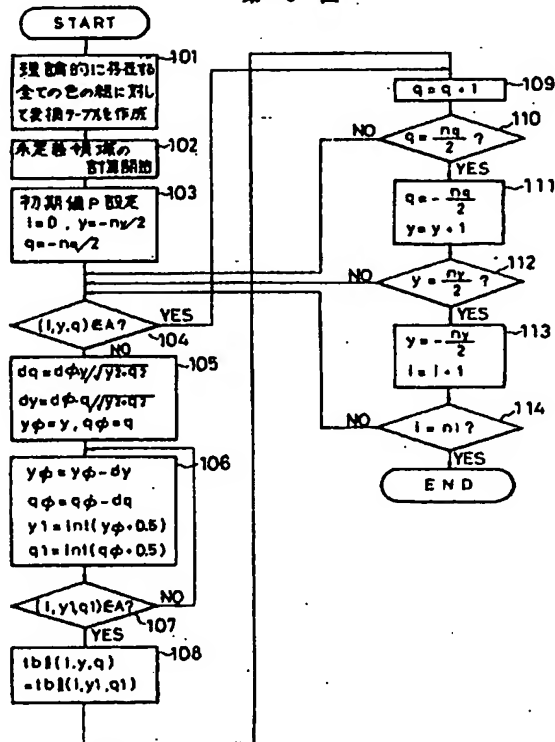 START
101
理論的に存在する
全ての色の組に対し
て変換テーブルを作成
102
未定義領域の
計算開始
103
初期値P設定
i=0, y=-ny/2
q=-nq/2
(i,y,q)∈A?
YES
104
NO
105
dq=dφ·y/√y²+q²
dy=dφ·q/√y²+q²
yφ=y, qφ=q
106
yφ=yφ-dy
qφ=qφ-dq
y1=int(yφ+0.5)
q1=int(qφ+0.5)
(i,y1,q1)∈A?
NO
107
YES
108
tbl(i,y,q)
=tbl(i,y1,q1)
109
q=q+1
110
NO
q=nq/2 ?
YES
111
q=-nq/2
y=y+1
112
NO
y=ny/2 ?
YES
113
y=-ny/2
i=i+1
114
NO
i=ni?
YES
END